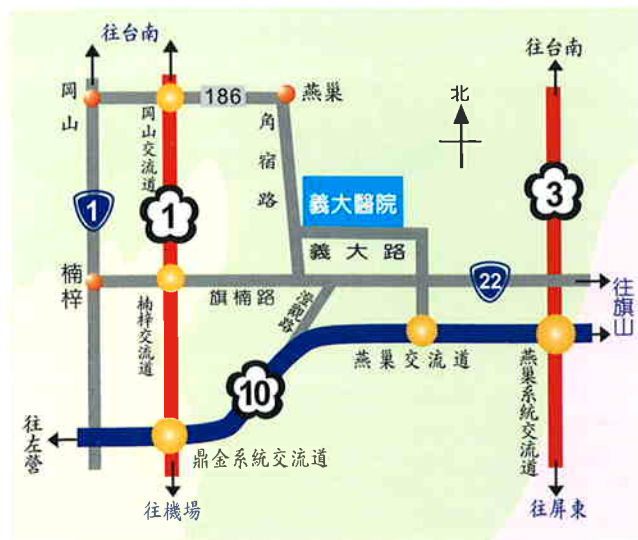 往台南
往台南
岡山
186
燕巢
北
岡山交流道
角宿路
1
1
3
義大醫院
義大路
楠梓
旗楠路
22
往旗山
楠梓交流道
澄觀路
燕巢交流道
燕巢系統交流道
10
往左營
鼎金系統交流道
往機場
往屏東